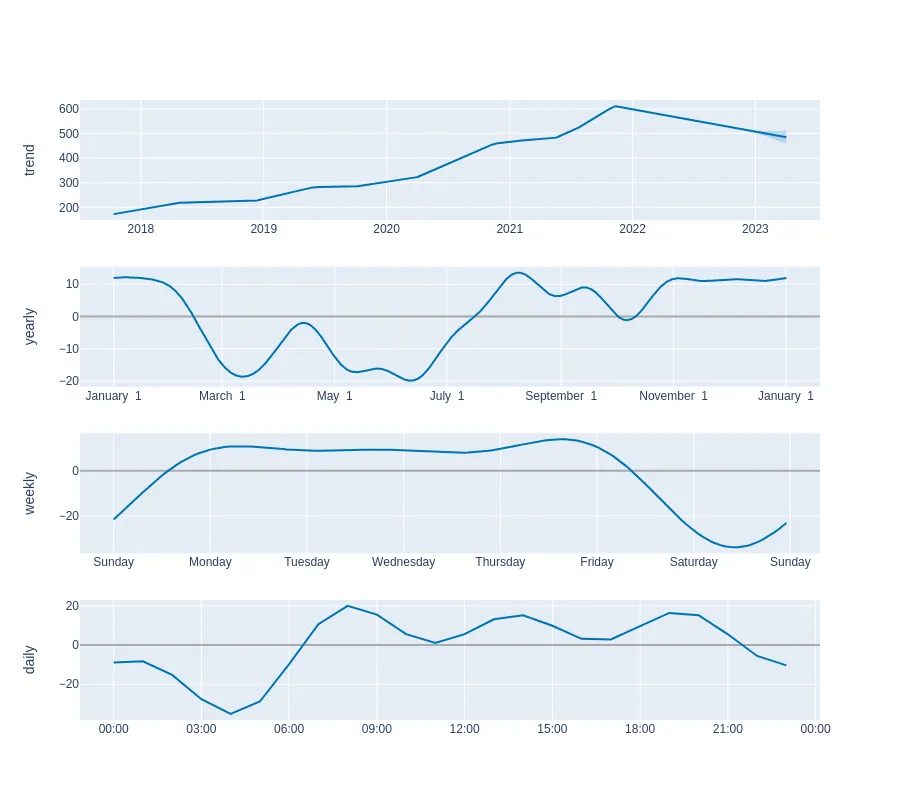 trend
600
500
400
300
200
2018 2019 2020 2021 2022 2023
yearly
10
0
−10
−20
January 1 March 1 May 1 July 1 September 1 November 1 January 1
weekly
0
−20
Sunday Monday Tuesday Wednesday Thursday Friday Saturday Sunday
daily
20
0
−20
00:00 03:00 06:00 09:00 12:00 15:00 18:00 21:00 00:00